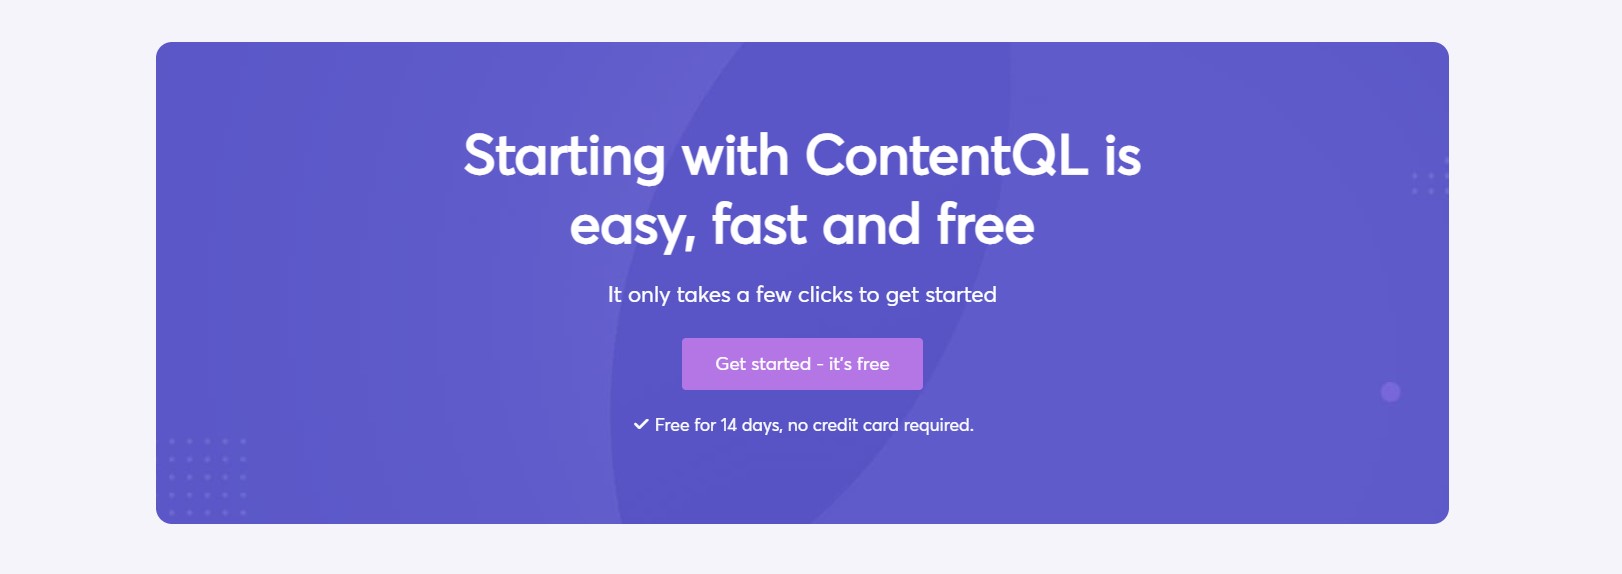 Starting with ContentQL is
easy, fast and free
It only takes a few clicks to get started
Get started - it's free
Free for 14 days, no credit card required.